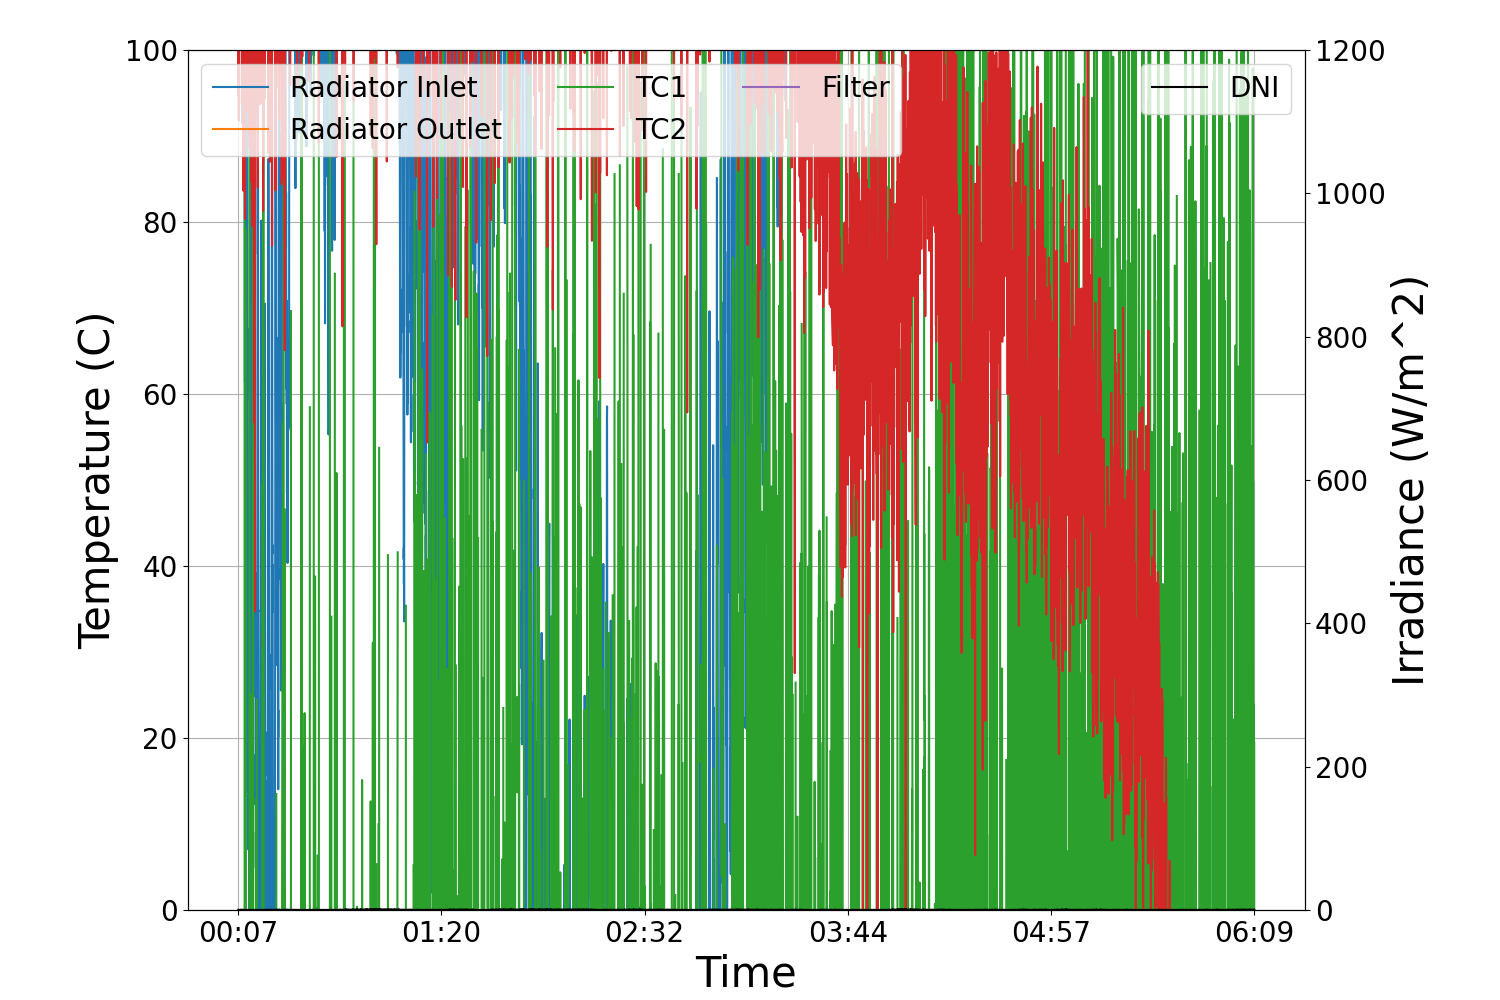 100
80
60
40
20
0
Temperature (C)
Radiator Inlet
Radiator Outlet
TC1
TC2
Filter
DNI
1200
1000
800
600
400
200
0
Irradiance (W/m^2)
00:07
01:20
02:32
03:44
04:57
06:09
Time